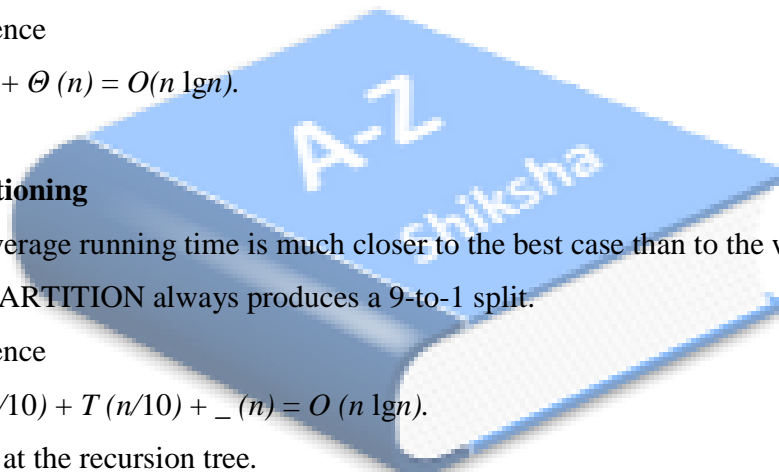 ence
+ Θ (n) = O(n lgn).
A-Z
Shiksha
tioning
verage running time is much closer to the best case than to the w
ARTITION always produces a 9-to-1 split.
ence
/10) + T (n/10) + _ (n) = O (n lgn).
at the recursion tree.